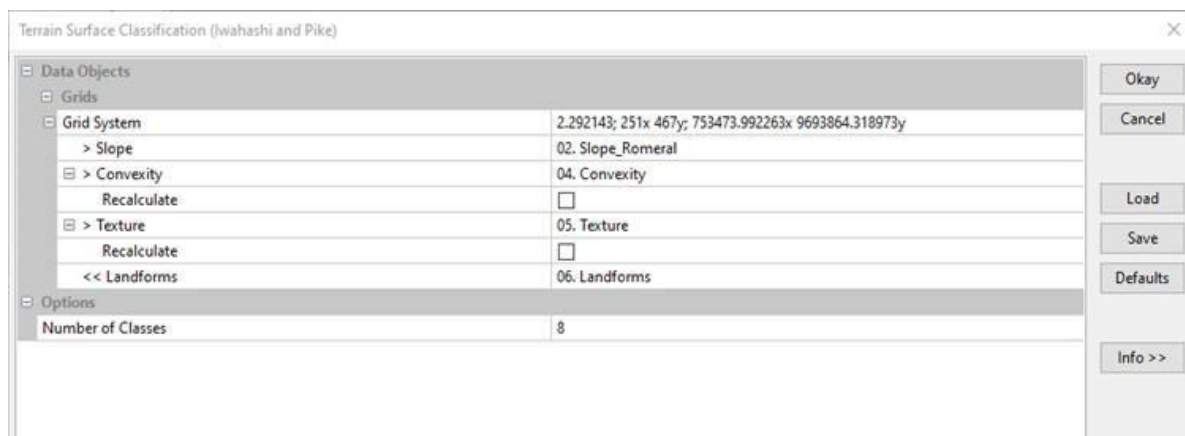 Terrain Surface Classification (Iwahashi and Pike)
Data Objects
Grids
Grid System 2.292143; 251x 467y; 753473.992263x 9693864.318973y
> Slope 02. Slope_Romeral
> Convexity 04. Convexity
Recalculate
> Texture 05. Texture
Recalculate
<< Landforms 06. Landforms
Options
Number of Classes 8
Okay
Cancel
Load
Save
Defaults
Info >>